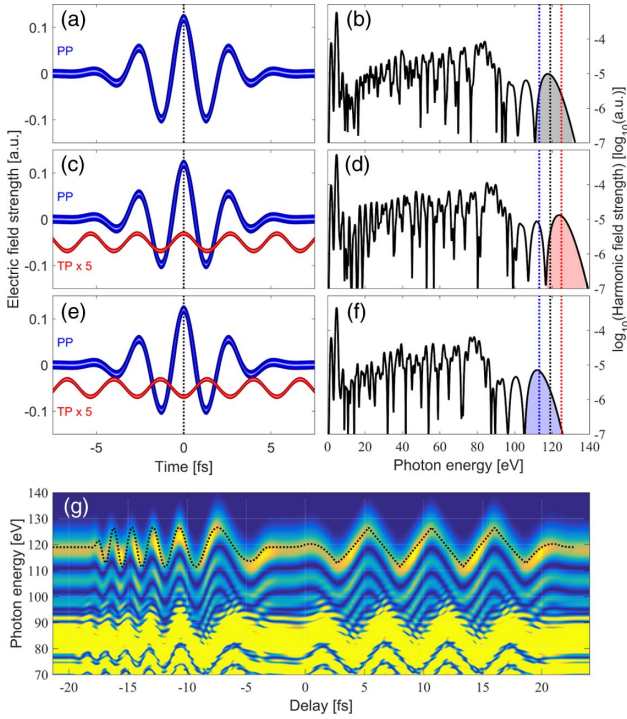 (a)
PP
0.1
0
-0.1
(b)
-4
-5
-6
-7
(c)
PP
TP x 5
0.1
0
-0.1
(d)
-4
-5
-6
-7
(e)
PP
TP x 5
0.1
0
-0.1
(f)
-4
-5
-6
-7
Electric field strength [a.u.]
log10(Harmonic field strength) [log10(a.u.)]
-5 0 5
Time [fs]
0 20 40 60 80 100 120 140
Photon energy [eV]
(g)
140
130
120
110
100
90
80
70
Photon energy [eV]
-20 -15 -10 -5 0 5 10 15 20
Delay [fs]